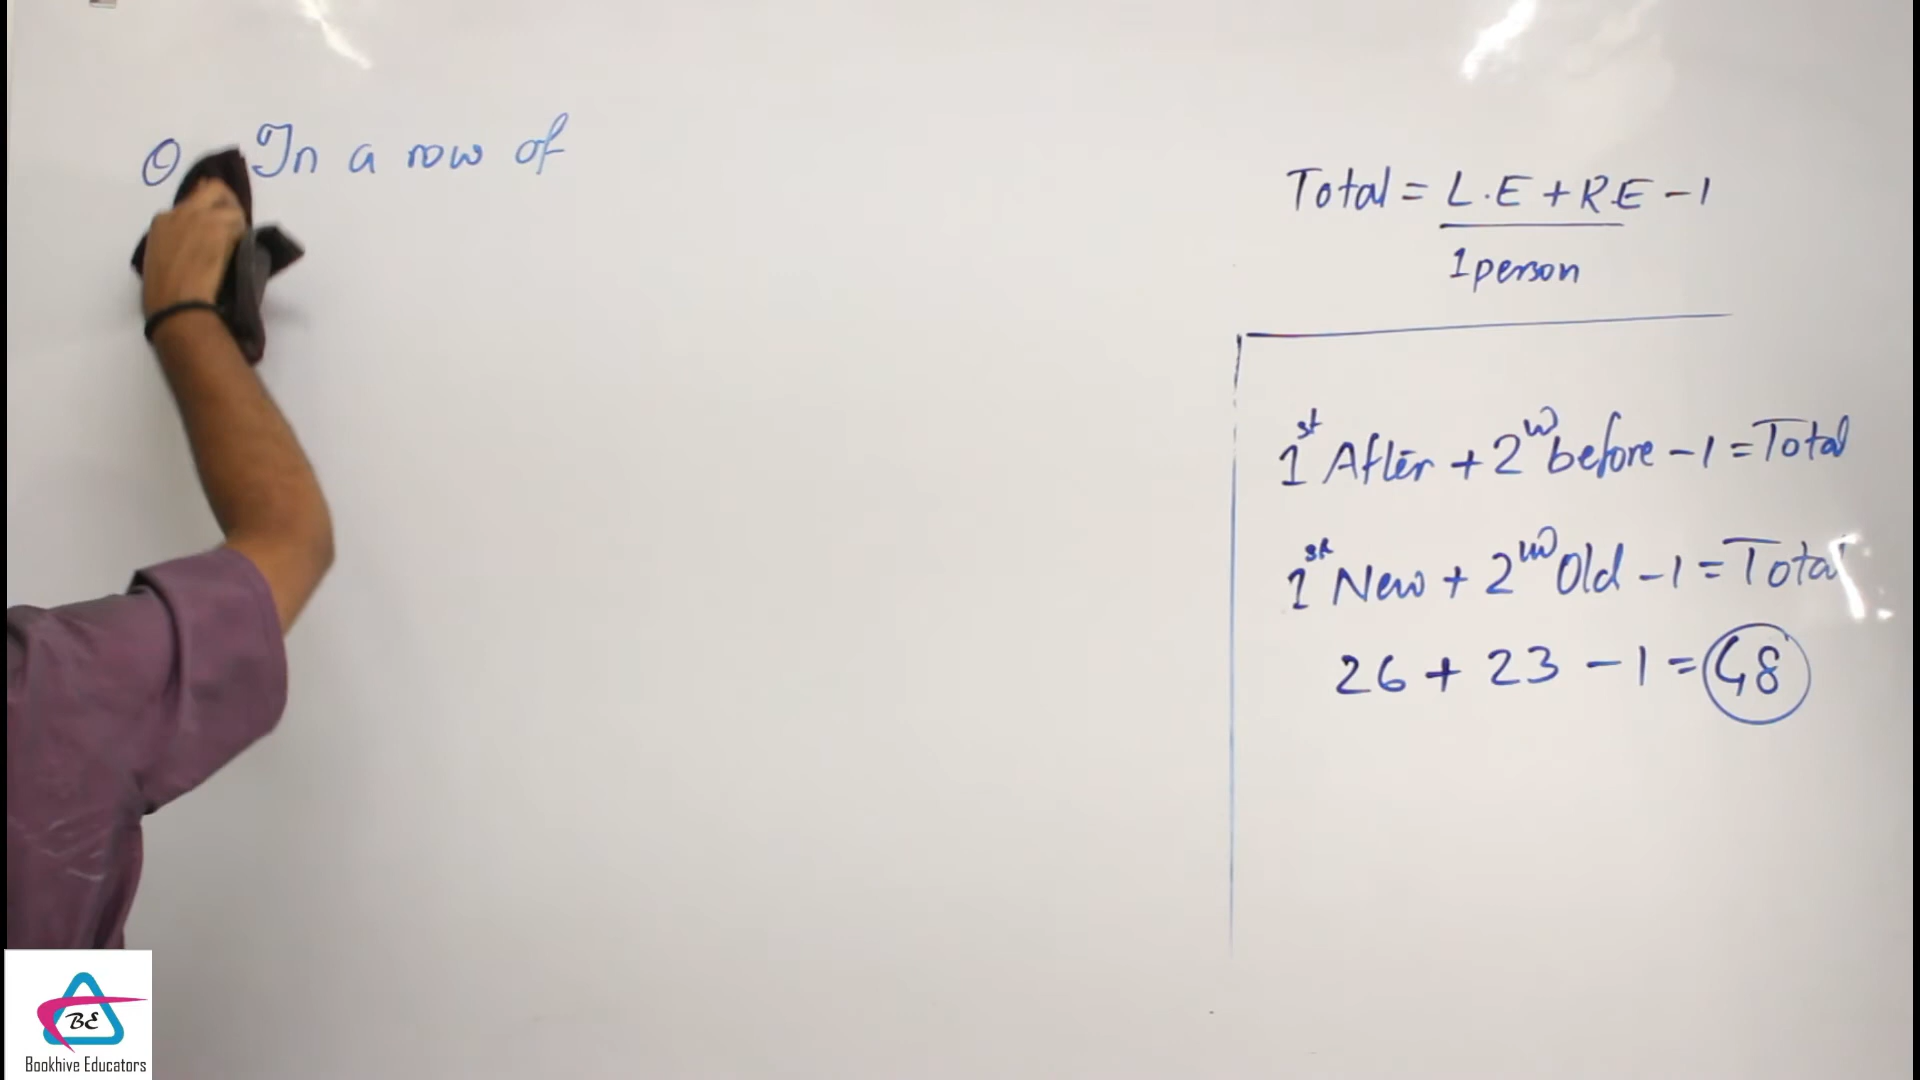 Q In a row of
Total = L.E + R.E - 1
1 person
1st After + 2nd before - 1 = Total
1st New + 2nd Old - 1 = Total
26 + 23 - 1 = 48
BE
Bookhive Educators